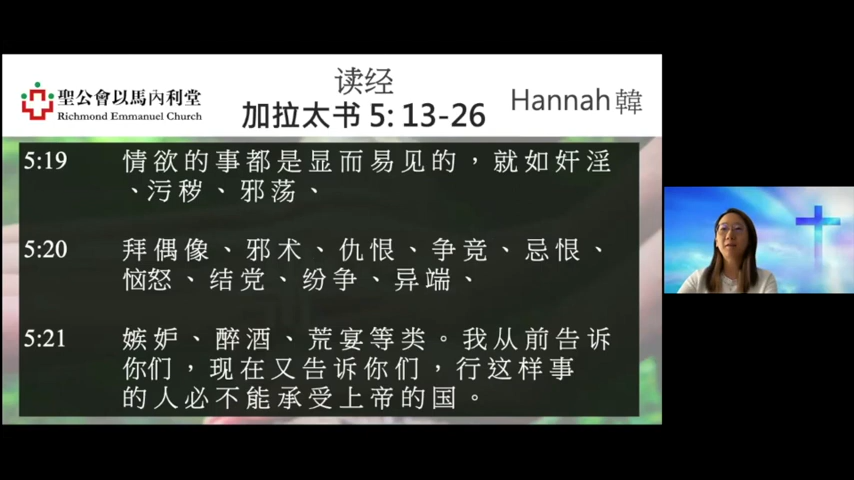 聖公會以馬內利堂
Richmond Emmanuel Church
读经
加拉太书 5: 13-26
Hannah 韓
5:19 情欲的事都是显而易见的，就如奸淫
、污秽、邪荡、
5:20 拜偶像、邪术、仇恨、争竞、忌恨、
恼怒、结党、纷争、异端、
5:21 嫉妒、醉酒、荒宴等类。我从前告诉
你们，现在又告诉你们，行这样事
的人必不能承受上帝的国。